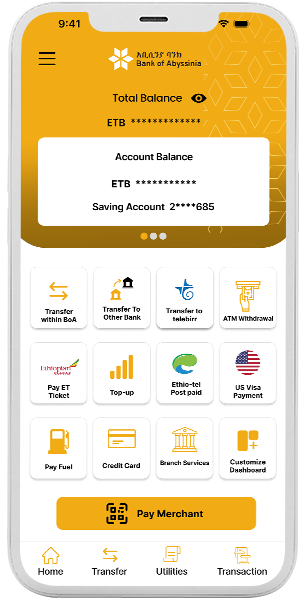 9:41
አቢሲንያ ባንክ
Bank of Abyssinia
Total Balance
ETB *************
Account Balance
ETB ***********
Saving Account 2****685
Transfer
within BoA
Transfer To
Other Bank
Transfer to
telebirr
ATM Withdrawal
Ethiopian
Pay ET
Ticket
Top-up
Ethio-tel
Post paid
US Visa
Payment
Pay Fuel
Credit Card
Branch Services
Customize
Dashboard
Pay Merchant
Home
Transfer
Utilities
Transaction